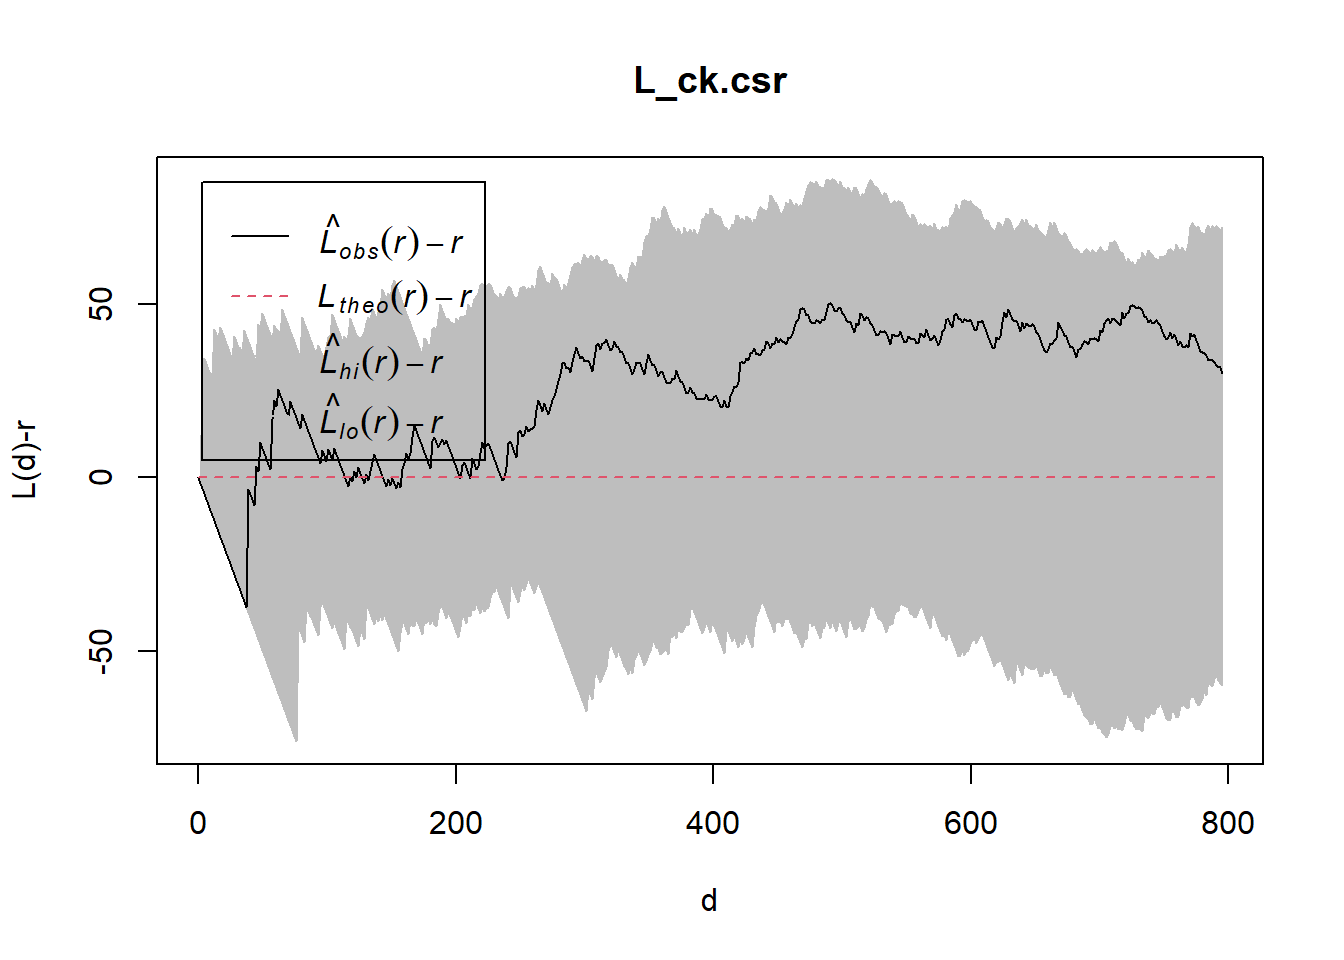 L_ck.csr
L̂obs(r) − r
Ltheo(r) − r
L̂hi(r) − r
L̂lo(r) − r
L(d)-r
50
0
-50
0
200
400
600
800
d